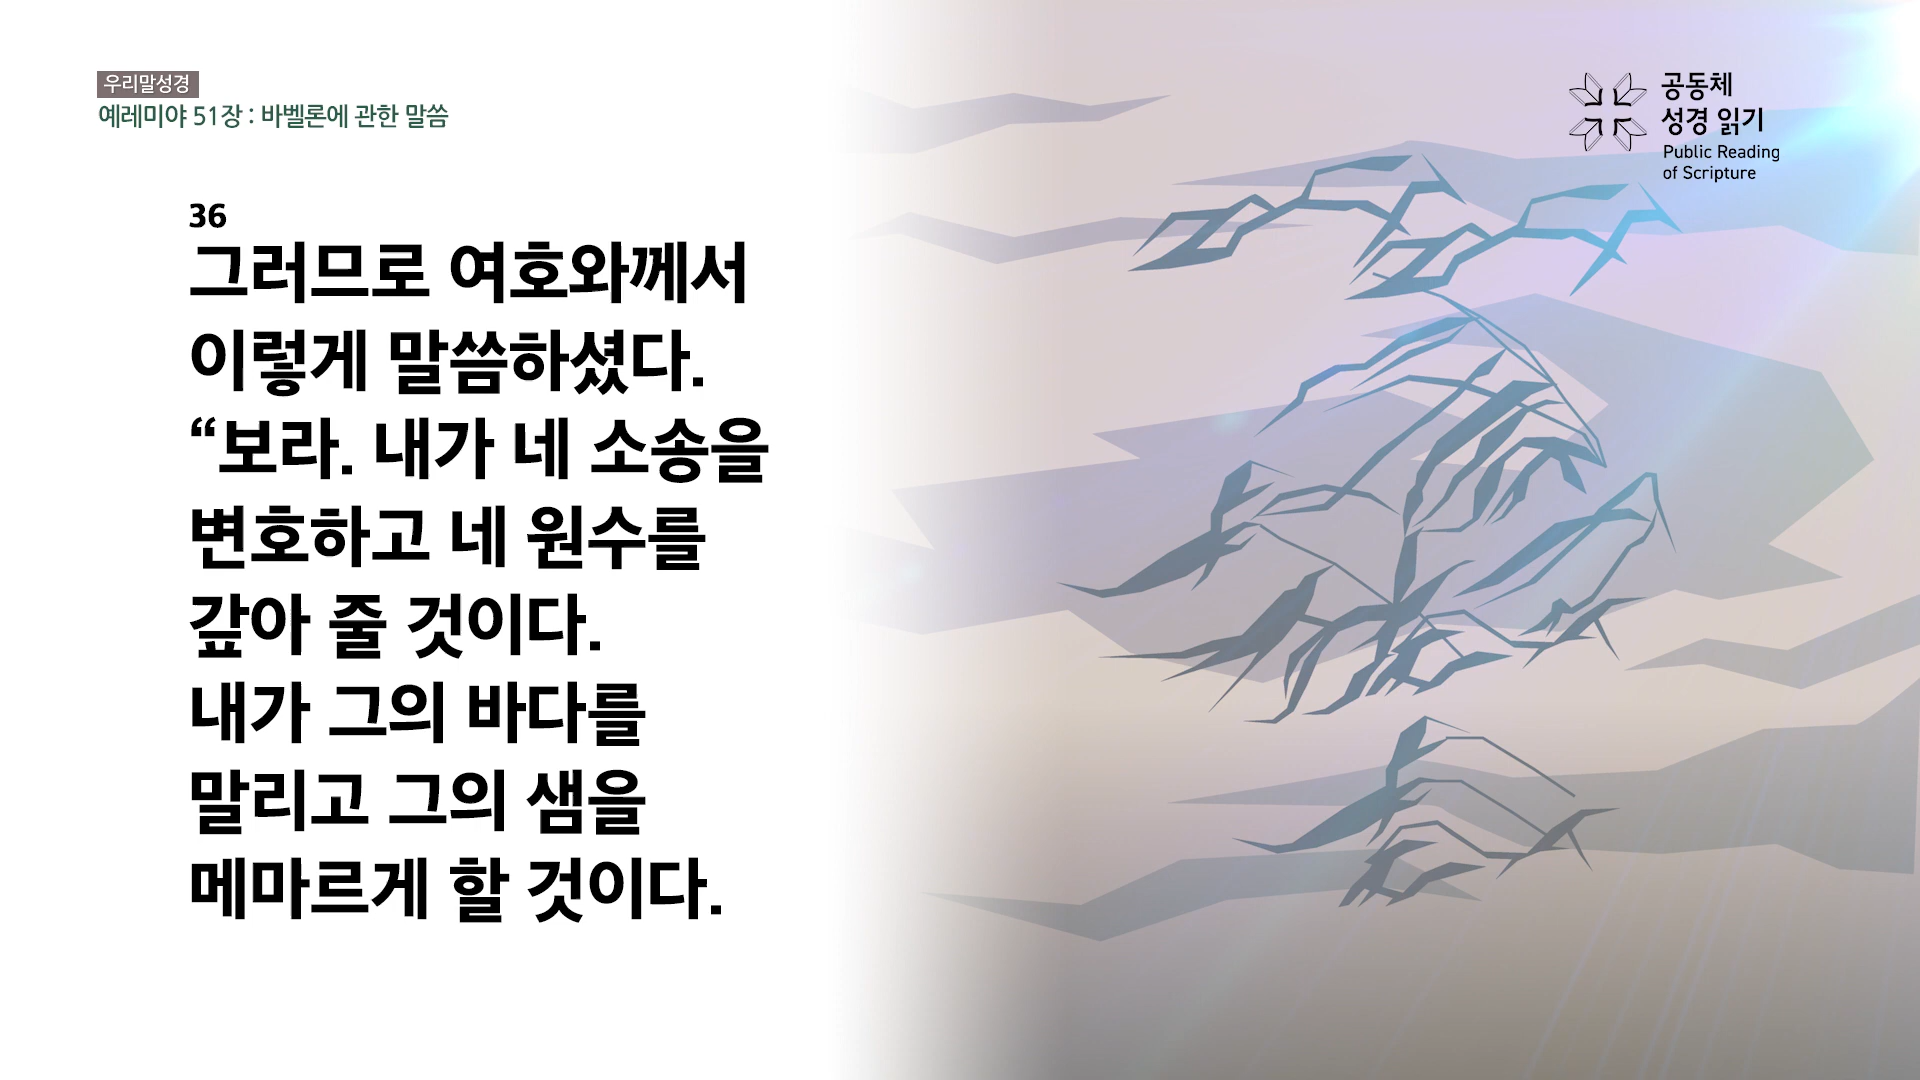 우리말성경
예레미야 51장 : 바벨론에 관한 말씀
공동체
성경 읽기
Public Reading
of Scripture
36
그러므로 여호와께서
이렇게 말씀하셨다.
“보라. 내가 네 소송을
변호하고 네 원수를
갚아 줄 것이다.
내가 그의 바다를
말리고 그의 샘을
메마르게 할 것이다.